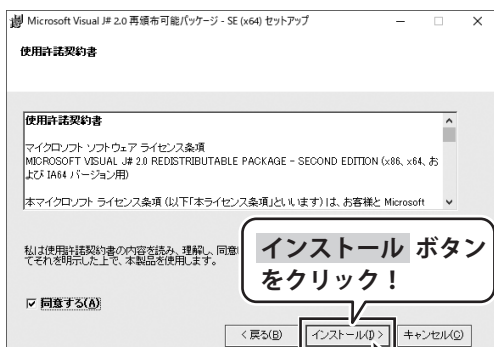 Microsoft Visual J# 2.0 再頒布可能パッケージ - SE (x64) セットアップ
使用許諾契約書
使用許諾契約書
マイクロソフト ソフトウェア ライセンス条項
MICROSOFT VISUAL J# 2.0 REDISTRIBUTABLE PACKAGE - SECOND EDITION (x86、x64、お
よび IA64 バージョン用)
本マイクロソフト ライセンス条項 (以下「本ライセンス条項」といいます) は、お客様と Microsoft
私は使用許諾契約書の内容を読み、理解し、同意
てそれを明示した上で、本製品を使用します。
インストール ボタン
をクリック！
同意する(A)
< 戻る(B)
インストール(I) >
キャンセル(C)